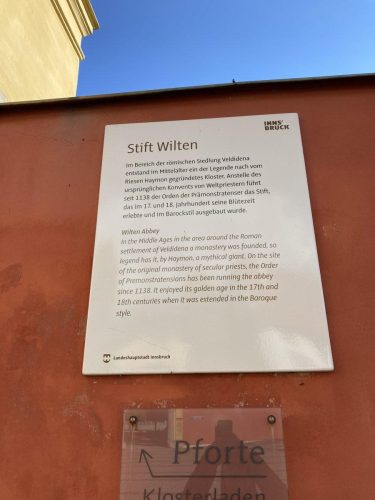 INNS'
BRUCK
Stift Wilten
Im Bereich der römischen Siedlung Veldidena
entstand im Mittelalter ein der Legende nach vom
Riesen Haymon gegründetes Kloster. Anstelle des
ursprünglichen Konvents von Weltpriestern führt
seit 1138 der Orden der Prämonstratenser das Stift,
das im 17. und 18. Jahrhundert seine Blütezeit
erlebte und im Barockstil ausgebaut wurde.
Wilten Abbey
In the Middle Ages in the area around the Roman
settlement of Veldidena a monastery was founded, so
legend has it, by Haymon, a mythical giant. On the site
of the original monastery of secular priests, the Order
of Premonstratensions has been running the abbey
since 1138. It enjoyed its golden age in the 17th and
18th centuries when it was extended in the Baroque
style.
Landeshauptstadt Innsbruck
Pforte
Klosterladen